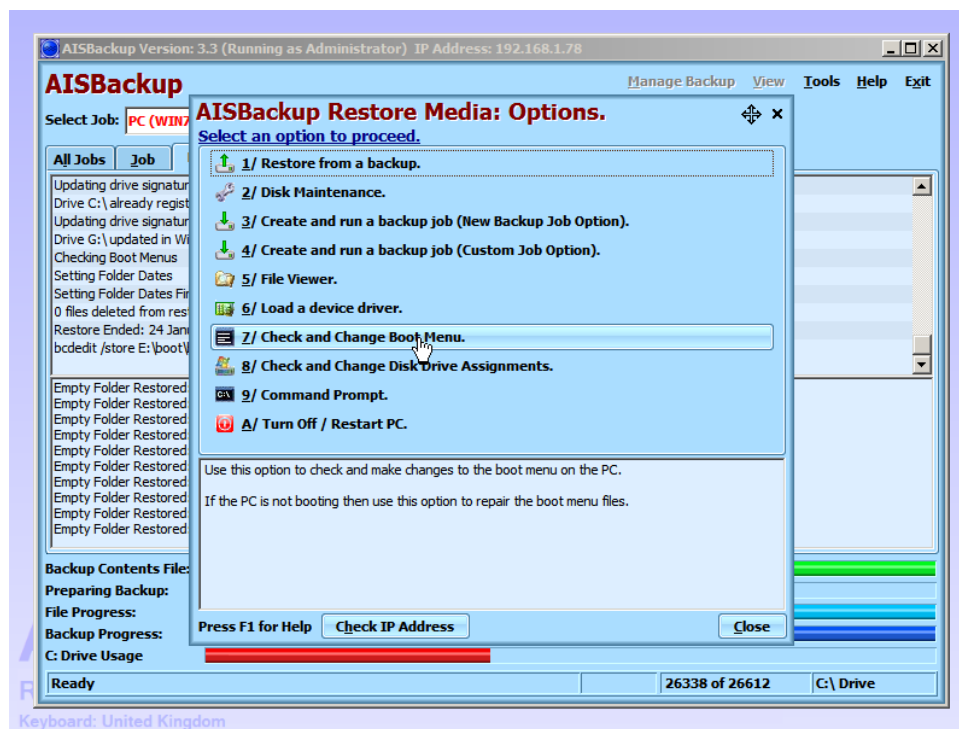 AISBackup Version: 3.3 (Running as Administrator) IP Address: 192.168.1.78
AISBackup
Manage Backup View Tools Help Exit
Select Job: PC (WIN7
All Jobs Job
AISBackup Restore Media: Options.
Select an option to proceed.
1/ Restore from a backup.
2/ Disk Maintenance.
3/ Create and run a backup job (New Backup Job Option).
4/ Create and run a backup job (Custom Job Option).
5/ File Viewer.
6/ Load a device driver.
7/ Check and Change Boot Menu.
8/ Check and Change Disk Drive Assignments.
9/ Command Prompt.
A/ Turn Off / Restart PC.
Use this option to check and make changes to the boot menu on the PC.
If the PC is not booting then use this option to repair the boot menu files.
Press F1 for Help Check IP Address Close
Updating drive signatur
Drive C:\ already regist
Updating drive signatur
Drive G:\ updated in Wi
Checking Boot Menus
Setting Folder Dates
Setting Folder Dates Fin
0 files deleted from res
Restore Ended: 24 Janu
bcdedit /store E:\boot\
Empty Folder Restored:
Empty Folder Restored:
Empty Folder Restored:
Empty Folder Restored:
Empty Folder Restored:
Empty Folder Restored:
Empty Folder Restored:
Empty Folder Restored:
Empty Folder Restored:
Empty Folder Restored:
Backup Contents File:
Preparing Backup:
File Progress:
Backup Progress:
C: Drive Usage
Ready 26338 of 26612 C:\ Drive
Keyboard: United Kingdom